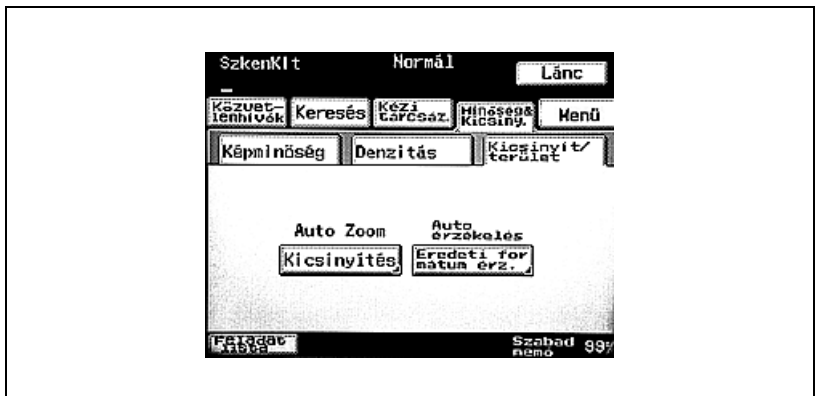 SzkenKlt Normál Lánc
Közvet-
lenhívók Keresés Kézi
tárcsáz. Minőség&
Kicsiny. Menü
Képminőség Denzitás Kicsinyít/
terület
Auto Zoom Auto
érzékelés
Kicsinyítés Eredeti for
mátum érz.
Feladat
lista Szabad
memó 99%